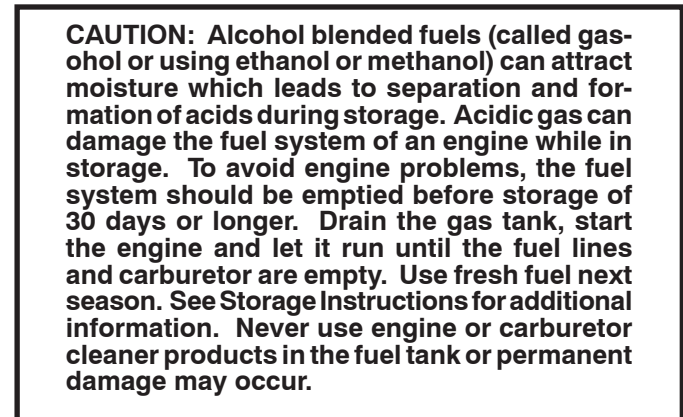 CAUTION:  Alcohol blended fuels (called gas-
ohol or using ethanol or methanol) can attract
moisture which leads to separation and for-
mation of acids during storage.  Acidic gas can
damage the fuel system of an engine while in
storage.  To avoid engine problems, the fuel
system should be emptied before storage of
30 days or longer.  Drain the gas tank, start
the engine and let it run until the fuel lines
and carburetor are empty.  Use fresh fuel next
season.  See Storage Instructions for additional
information.  Never use engine or carburetor
cleaner products in the fuel tank or permanent
damage may occur.